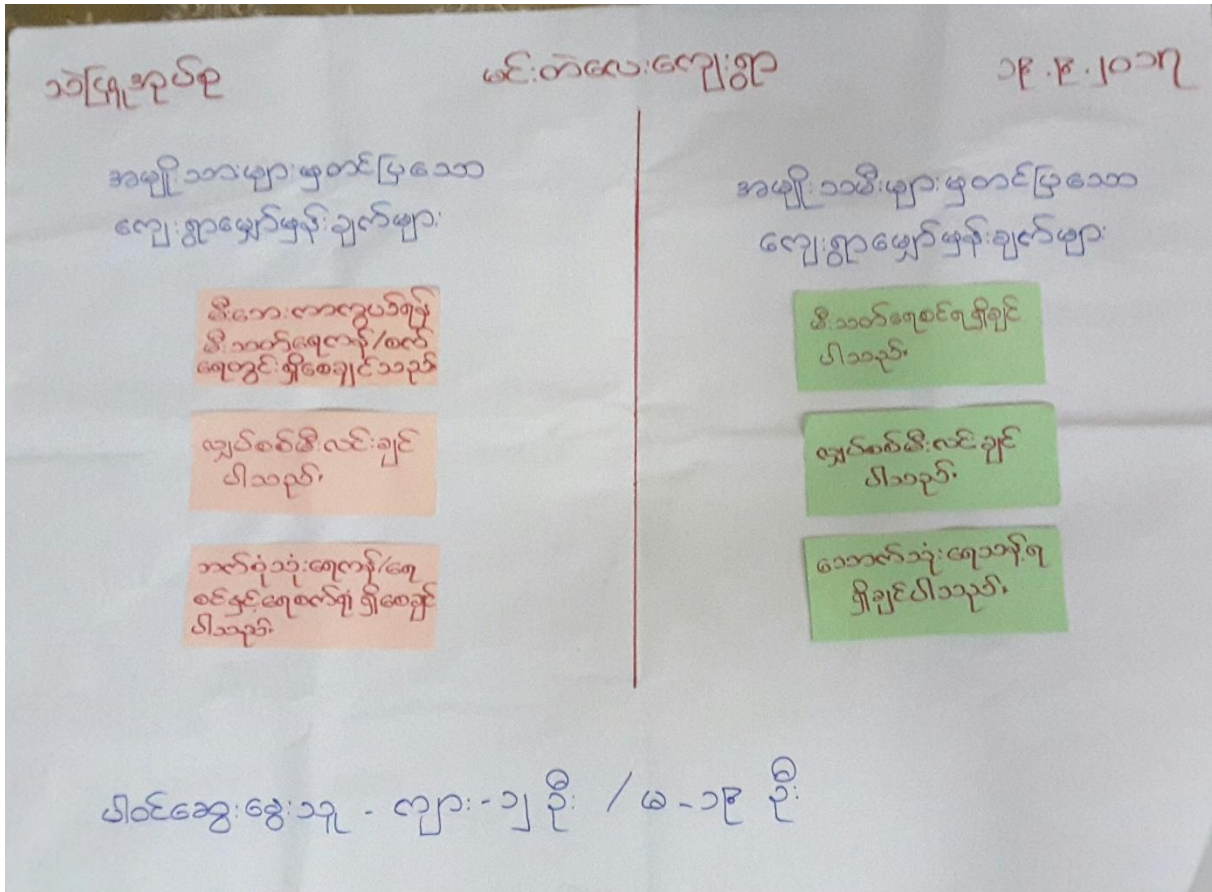 သဲဖြူအုပ်စု
မင်းတဲလေးကျေးရွာ
၁၉.၉.၂၀၁၇
အမျိုးသားများမှတင်ပြသော
ကျေးရွာမျှော်မှန်းချက်များ
မီးဘေးကာကွယ်ရန်
မီးသတ်ရေကန်/စက်
ရေတွင်းရှိစေချင်သည်
လျှပ်စစ်မီးလင်းချင်
ပါသည်။
ဘက်စုံသုံးရေကန်/ရေ
စင်နှင့်ရေစက်ရုံ ရှိစေချင်
ပါသည်။
အမျိုးသမီးများမှတင်ပြသော
ကျေးရွာမျှော်မှန်းချက်များ
မီးသတ်ရေစင်ရရှိချင်
ပါသည်။
လျှပ်စစ်မီးလင်းချင်
ပါသည်။
သောက်သုံးရေသန့်ရ
ရှိချင်ပါသည်။
ပါဝင်ဆွေးနွေးသူ - ကျား - ၁၂ ဦး / မ - ၁၉ ဦး